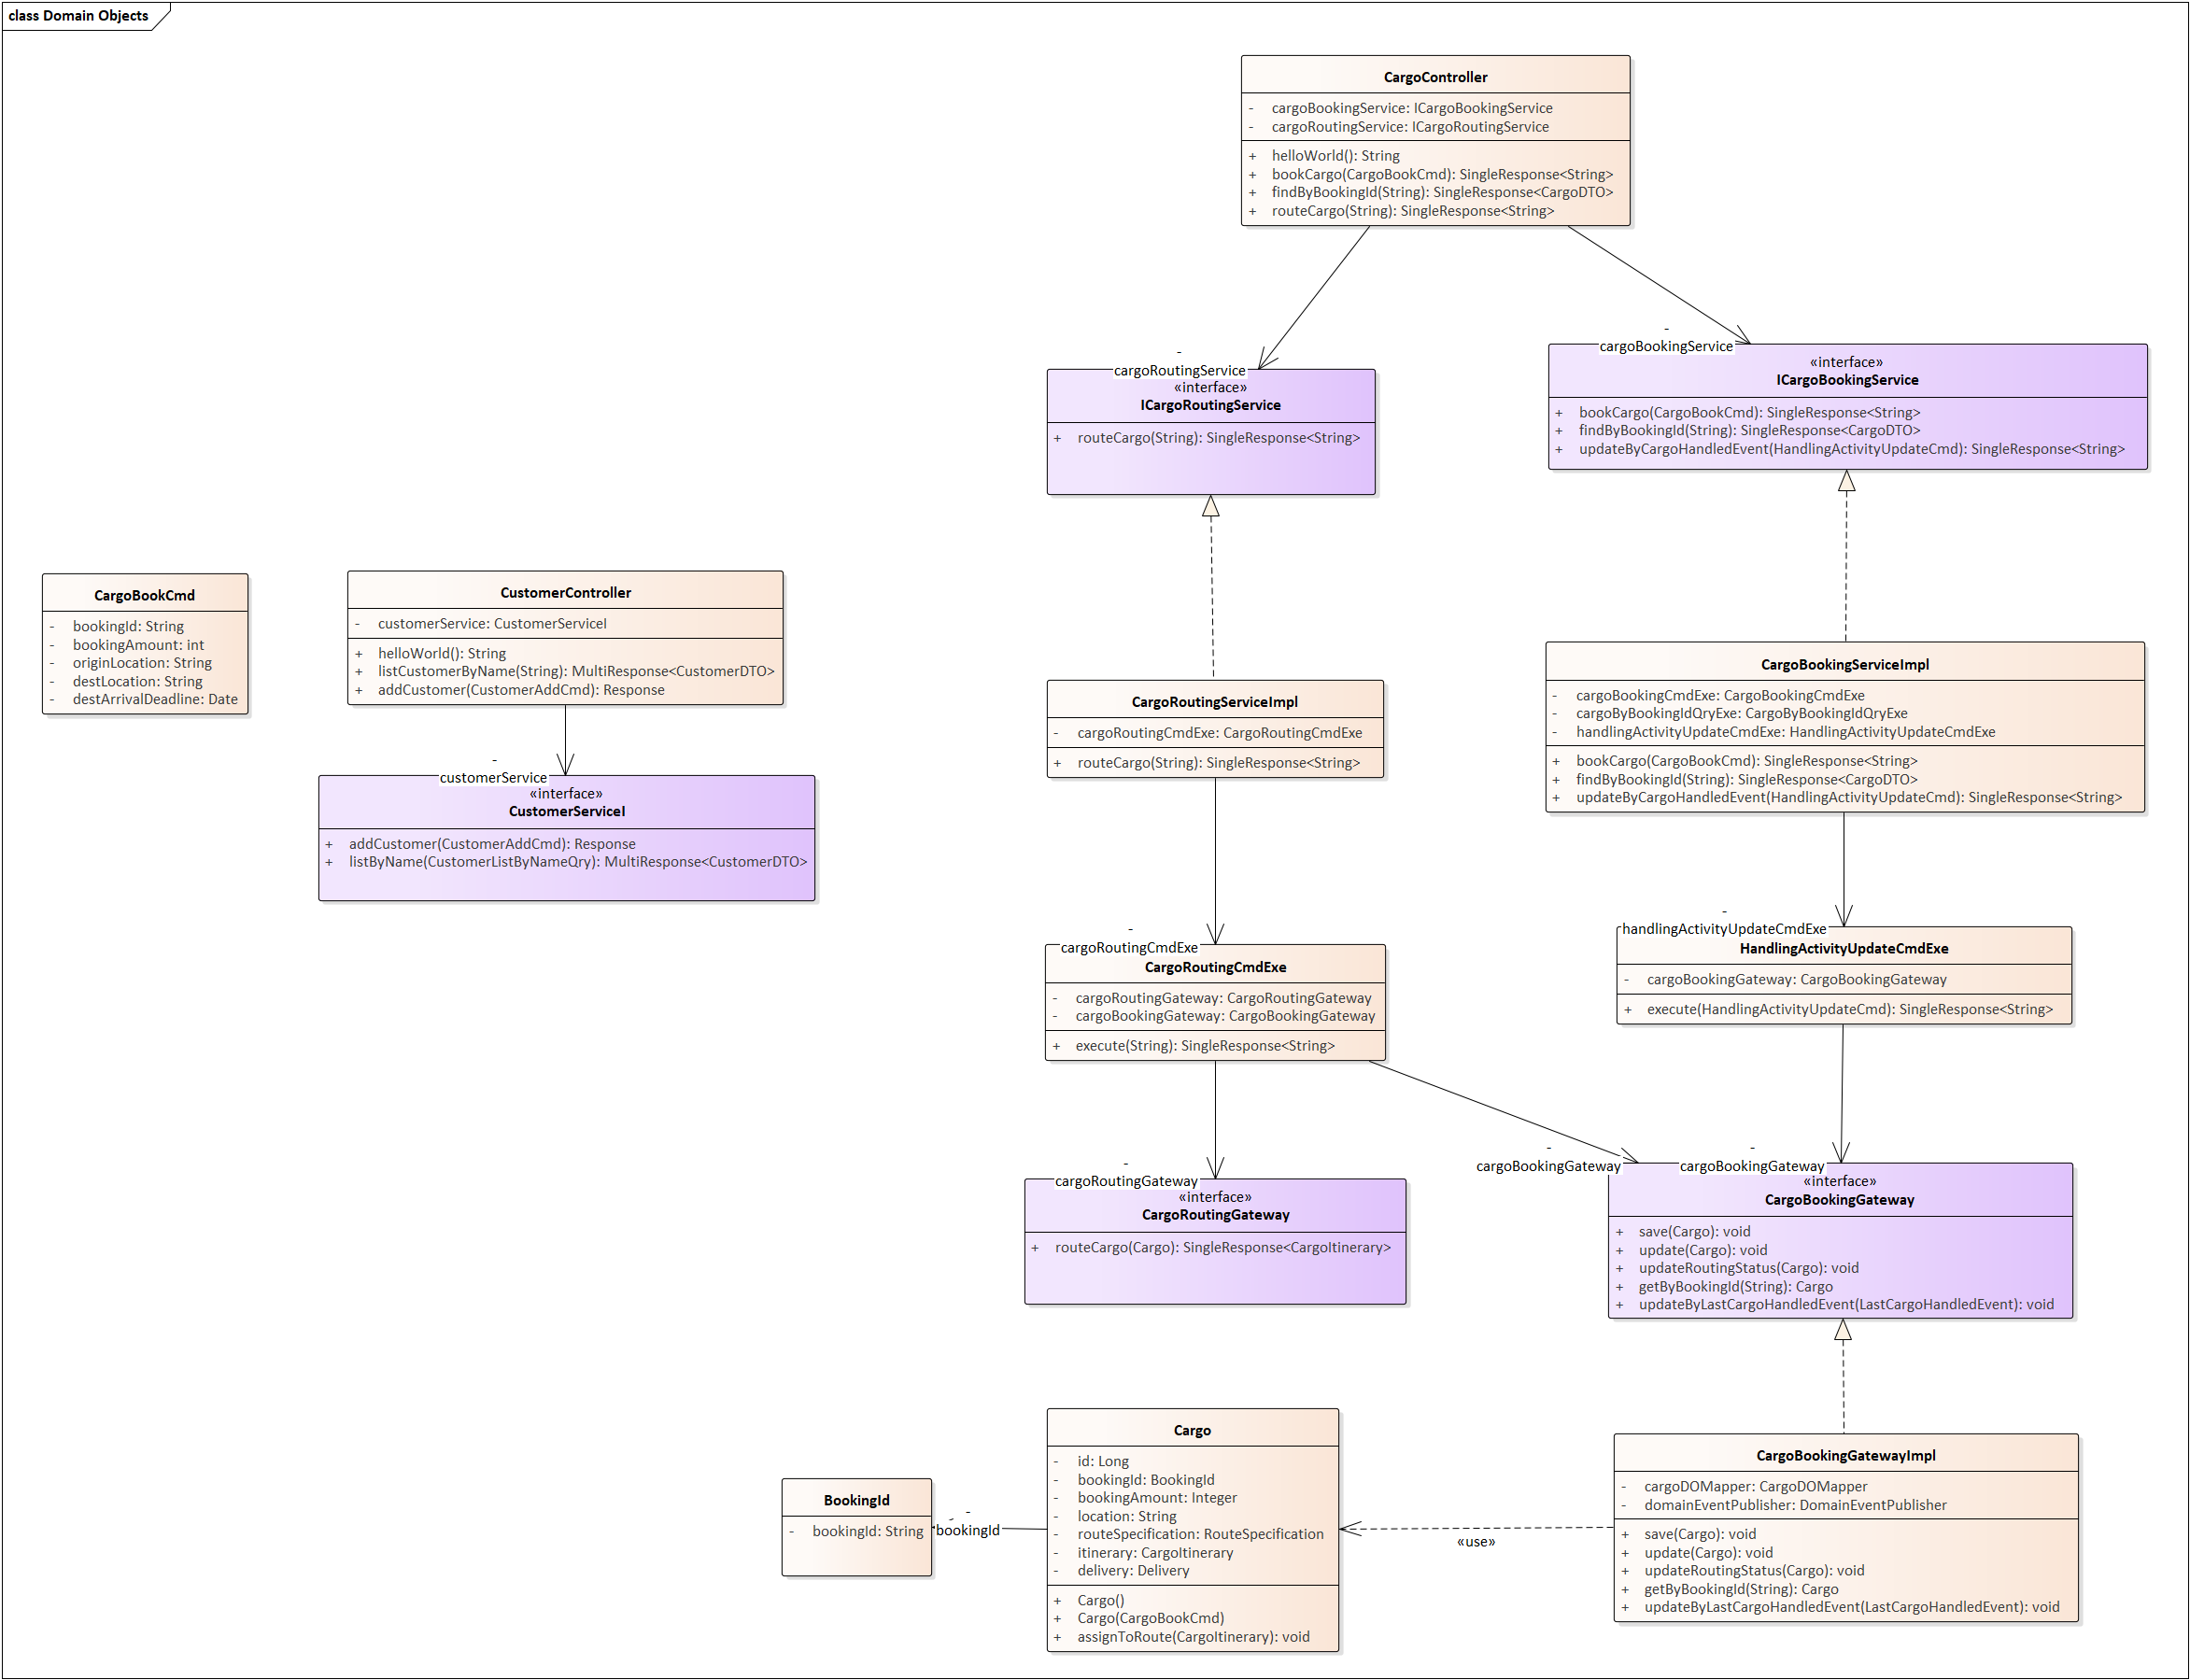 class Domain Objects
CargoController
- cargoBookingService: ICargoBookingService
- cargoRoutingService: ICargoRoutingService
+ helloWorld(): String
+ bookCargo(CargoBookCmd): SingleResponse<String>
+ findByBookingId(String): SingleResponse<CargoDTO>
+ routeCargo(String): SingleResponse<String>
-
cargoRoutingService
«interface»
ICargoRoutingService
+ routeCargo(String): SingleResponse<String>
-
cargoBookingService
«interface»
ICargoBookingService
+ bookCargo(CargoBookCmd): SingleResponse<String>
+ findByBookingId(String): SingleResponse<CargoDTO>
+ updateByCargoHandledEvent(HandlingActivityUpdateCmd): SingleResponse<String>
CargoBookCmd
- bookingId: String
- bookingAmount: int
- originLocation: String
- destLocation: String
- destArrivalDeadline: Date
CustomerController
- customerService: CustomerServiceI
+ helloWorld(): String
+ listCustomerByName(String): MultiResponse<CustomerDTO>
+ addCustomer(CustomerAddCmd): Response
-
customerService
«interface»
CustomerServiceI
+ addCustomer(CustomerAddCmd): Response
+ listByName(CustomerListByNameQry): MultiResponse<CustomerDTO>
CargoRoutingServiceImpl
- cargoRoutingCmdExe: CargoRoutingCmdExe
+ routeCargo(String): SingleResponse<String>
CargoBookingServiceImpl
- cargoBookingCmdExe: CargoBookingCmdExe
- cargoByBookingIdQryExe: CargoByBookingIdQryExe
- handlingActivityUpdateCmdExe: HandlingActivityUpdateCmdExe
+ bookCargo(CargoBookCmd): SingleResponse<String>
+ findByBookingId(String): SingleResponse<CargoDTO>
+ updateByCargoHandledEvent(HandlingActivityUpdateCmd): SingleResponse<String>
-
cargoRoutingCmdExe
CargoRoutingCmdExe
- cargoRoutingGateway: CargoRoutingGateway
- cargoBookingGateway: CargoBookingGateway
+ execute(String): SingleResponse<String>
-
handlingActivityUpdateCmdExe
HandlingActivityUpdateCmdExe
- cargoBookingGateway: CargoBookingGateway
+ execute(HandlingActivityUpdateCmd): SingleResponse<String>
-
cargoRoutingGateway
«interface»
CargoRoutingGateway
+ routeCargo(Cargo): SingleResponse<CargoItinerary>
-
cargoBookingGateway
-
cargoBookingGateway
«interface»
CargoBookingGateway
+ save(Cargo): void
+ update(Cargo): void
+ updateRoutingStatus(Cargo): void
+ getByBookingId(String): Cargo
+ updateByLastCargoHandledEvent(LastCargoHandledEvent): void
BookingId
- bookingId: String
- -
bookingId
Cargo
- id: Long
- bookingId: BookingId
- bookingAmount: Integer
- location: String
- routeSpecification: RouteSpecification
- itinerary: CargoItinerary
- delivery: Delivery
+ Cargo()
+ Cargo(CargoBookCmd)
+ assignToRoute(CargoItinerary): void
«use»
CargoBookingGatewayImpl
- cargoDOMapper: CargoDOMapper
- domainEventPublisher: DomainEventPublisher
+ save(Cargo): void
+ update(Cargo): void
+ updateRoutingStatus(Cargo): void
+ getByBookingId(String): Cargo
+ updateByLastCargoHandledEvent(LastCargoHandledEvent): void